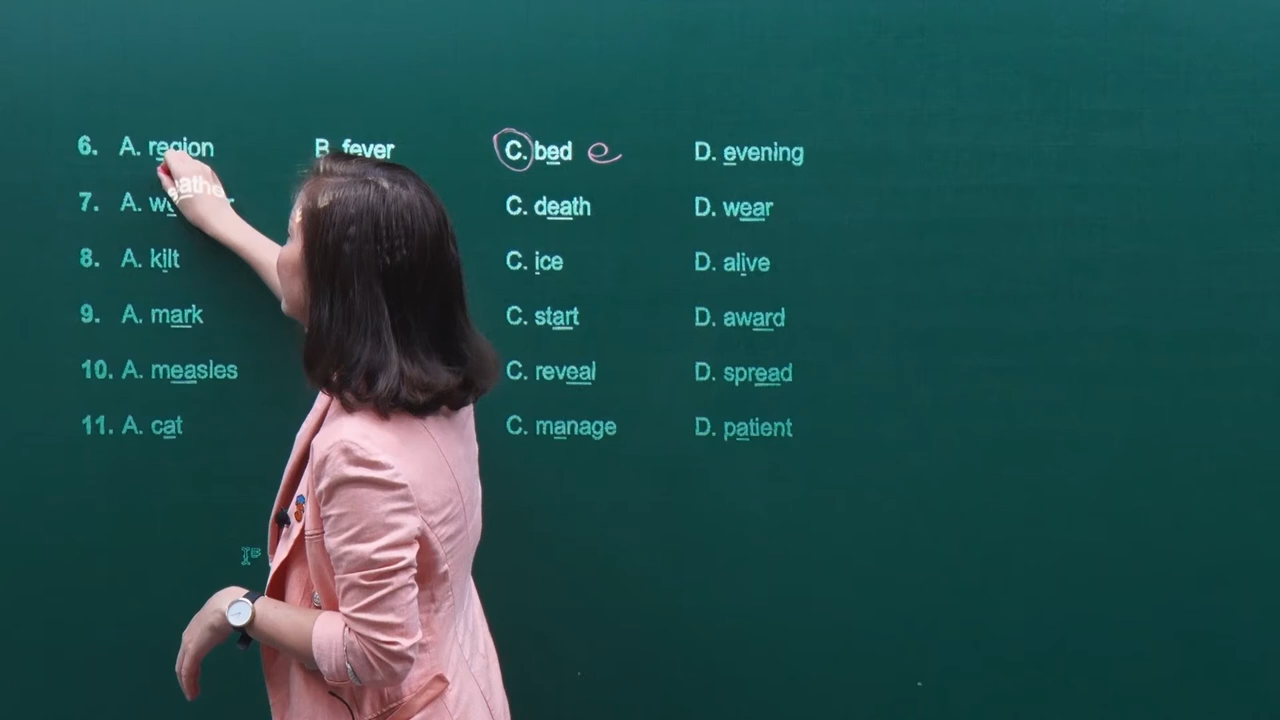 6. A. region B. fever C. bed e D. evening
7. A. C. death D. wear
8. A. kilt C. ice D. alive
9. A. mark C. start D. award
10. A. measles C. reveal D. spread
11. A. cat C. manage D. patient